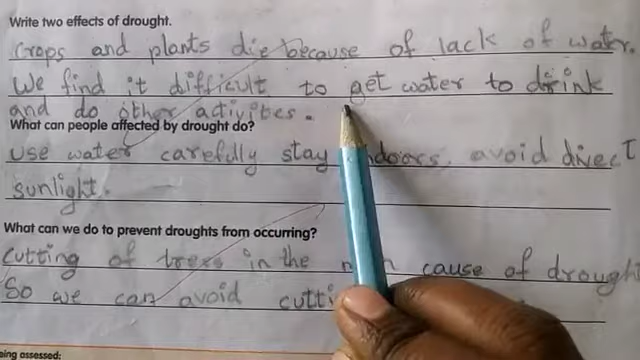 Write two effects of drought.
Crops and plants die because of lack of water.
We find it difficult to get water to drink
and do other activites.
What can people affected by drought do?
use water carefully stay indoors, avoid direct
sunlight.
What can we do to prevent droughts from occurring?
Cutting of trees in the cause of drought
So we can avoid
being assessed: